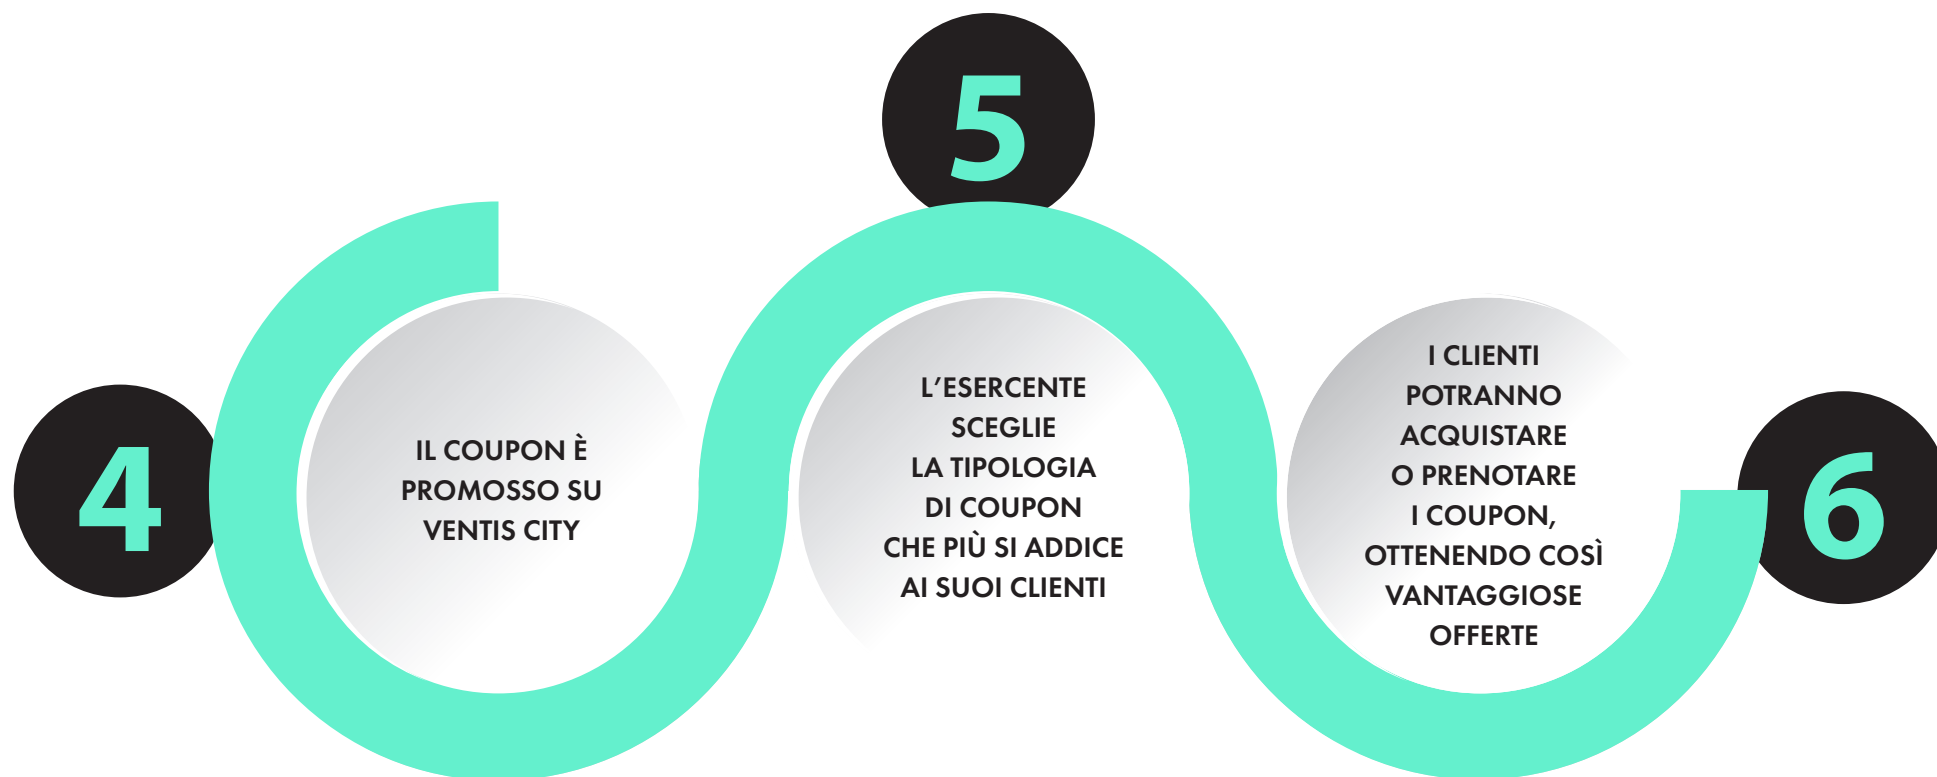 4
IL COUPON È
PROMOSSO SU
VENTIS CITY
5
L’ESERCENTE
SCEGLIE
LA TIPOLOGIA
DI COUPON
CHE PIÙ SI ADDICE
AI SUOI CLIENTI
6
I CLIENTI
POTRANNO
ACQUISTARE
O PRENOTARE
I COUPON,
OTTENENDO COSÌ
VANTAGGIOSE
OFFERTE